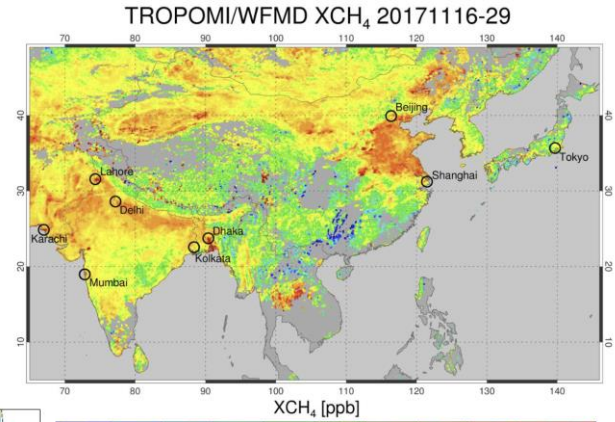 TROPOMI/WFMD XCH₄ 20171116-29
70 80 90 100 110 120 130 140
40 40
Beijing
Lahore
Tokyo
30 Shanghai 30
Delhi
Karachi Dhaka
Kolkata
20 20
Mumbai
10 10
70 80 90 100 110 120 130 140
XCH₄ [ppb]